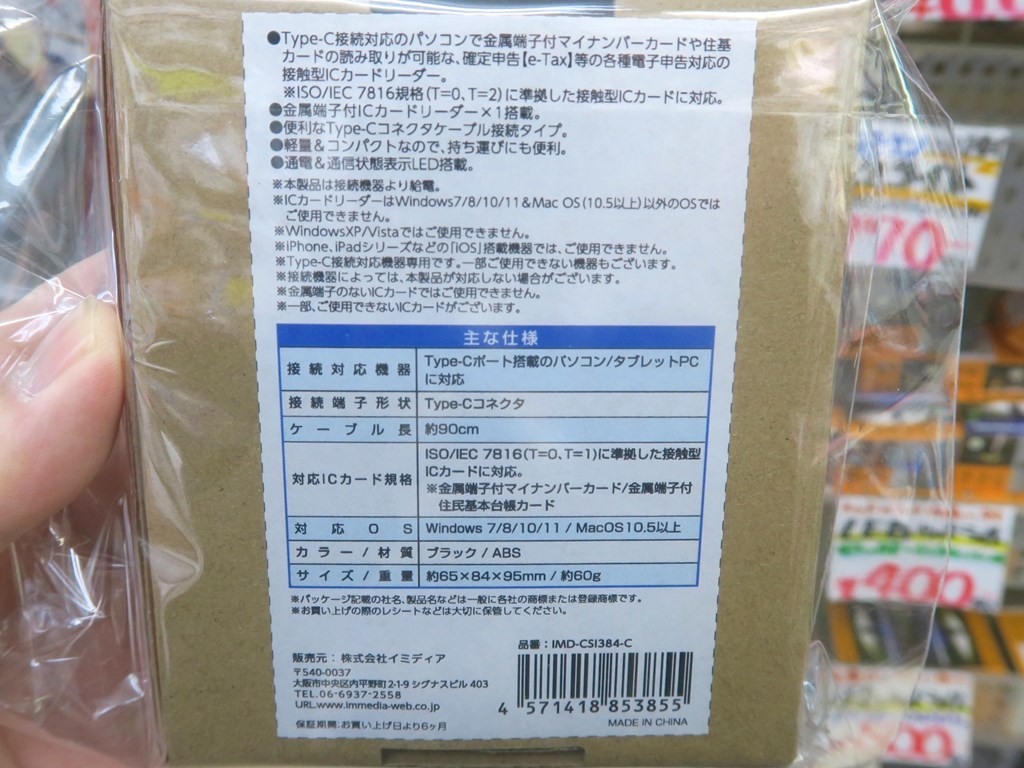 ●Type-C接続対応のパソコンで金属端子付マイナンバーカードや住基
カードの読み取りが可能な、確定申告【e-Tax】等の各種電子申告対応の
接触型ICカードリーダー。
※ISO/IEC 7816規格(T=0、T=2)に準拠した接触型ICカードに対応。
●金属端子付ICカードリーダー×1搭載。
●便利なType-Cコネクタケーブル接続タイプ。
●軽量&コンパクトなので、持ち運びにも便利。
●通電&通信状態表示LED搭載。
※本製品は接続機器より給電。
※ICカードリーダーはWindows7/8/10/11&Mac OS(10.5以上)以外のOSでは
ご使用できません。
※WindowsXP/Vistaではご使用できません。
※iPhone、iPadシリーズなどの「iOS」搭載機器では、ご使用できません。
※Type-C接続対応機器専用です。一部ご使用できない機器もございます。
※接続機器によっては、本製品が対応しない場合がございます。
※金属端子のないICカードではご使用できません。
※一部、ご使用できないICカードがございます。
主な仕様
接続対応機器 Type-Cポート搭載のパソコン/タブレットPC
に対応
接続端子形状 Type-Cコネクタ
ケーブル長 約90cm
対応ICカード規格 ISO/IEC 7816(T=0、T=1)に準拠した接触型
ICカードに対応。
※金属端子付マイナンバーカード/金属端子付
住民基本台帳カード
対応OS Windows 7/8/10/11 / MacOS10.5以上
カラー/材質 ブラック / ABS
サイズ/重量 約65×84×95mm / 約60g
※パッケージ記載の社名、製品名などは一般に各社の商標または登録商標です。
※お買い上げの際のレシートなどは大切に保管してください。
品番：IMD-CSI384-C
販売元：株式会社イミディア
〒540-0037
大阪市中央区内平野町2-1-9 シグナスビル 403
TEL.06-6937-2558
URL.www.immedia-web.co.jp
保証期間:お買い上げ日より6ヶ月
4 571418 853855
MADE IN CHINA
¥400